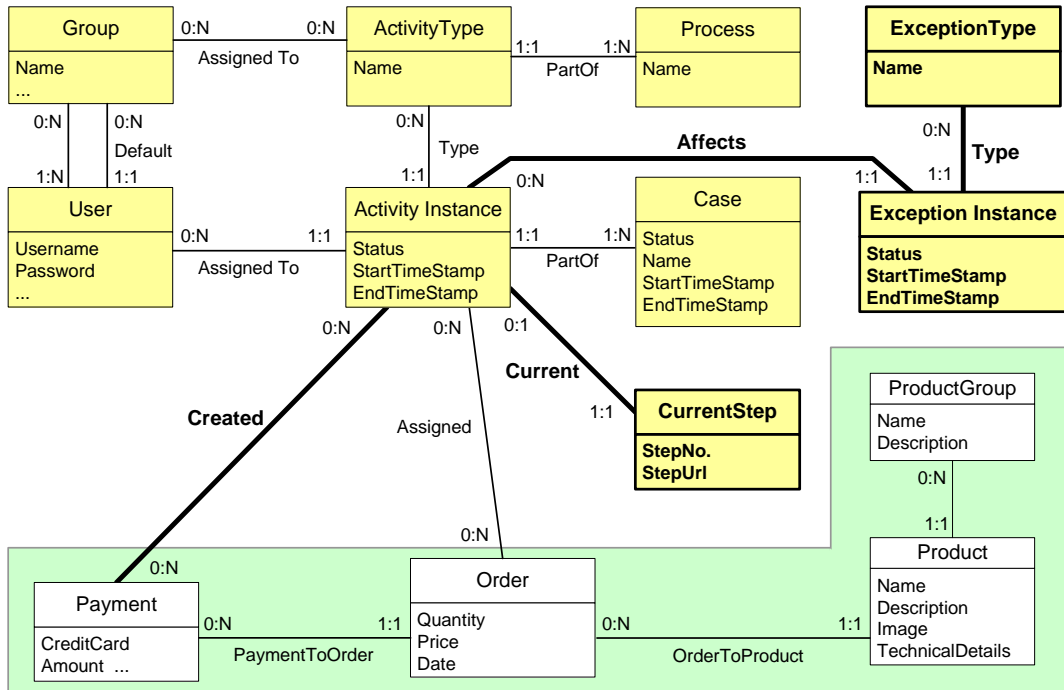 Group
Name
...
0:N
0:N
Assigned To
ActivityType
Name
1:1
1:N
PartOf
Process
Name
ExceptionType
Name
0:N
0:N
Default
1:N
1:1
0:N
Type
1:1
Affects
0:N
1:1
0:N
Type
1:1
User
Username
Password
...
0:N
1:1
Assigned To
Activity Instance
Status
StartTimeStamp
EndTimeStamp
1:1
1:N
PartOf
Case
Status
Name
StartTimeStamp
EndTimeStamp
Exception Instance
Status
StartTimeStamp
EndTimeStamp
0:N
0:N
0:1
Created
Assigned
Current
1:1
CurrentStep
StepNo.
StepUrl
ProductGroup
Name
Description
0:N
1:1
0:N
0:N
Payment
CreditCard
Amount ...
0:N
1:1
PaymentToOrder
Order
Quantity
Price
Date
0:N
1:1
OrderToProduct
Product
Name
Description
Image
TechnicalDetails